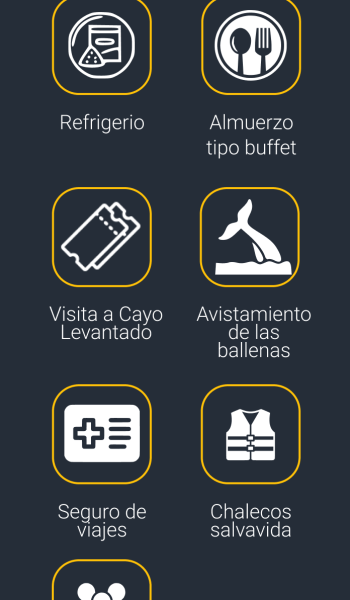 Refrigerio
Almuerzo
tipo buffet
Visita a Cayo
Levantado
Avistamiento
de las
ballenas
Seguro de
viajes
Chalecos
salvavida